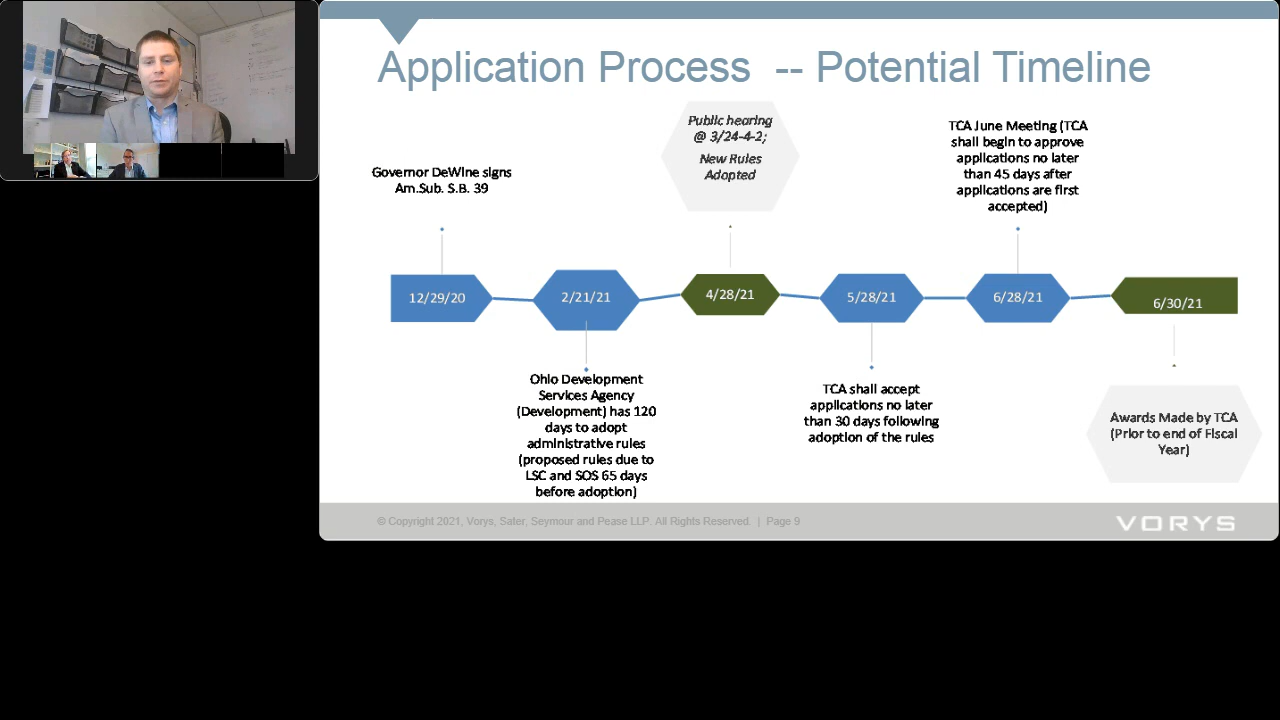 Application Process -- Potential Timeline
Public hearing
@ 3/24-4-2;
New Rules
Adopted
TCA June Meeting (TCA
shall begin to approve
applications no later
than 45 days after
applications are first
accepted)
Governor DeWine signs
Am.Sub. S.B. 39
12/29/20
2/21/21
4/28/21
5/28/21
6/28/21
6/30/21
Ohio Development
Services Agency
(Development) has 120
days to adopt
administrative rules
(proposed rules due to
LSC and SOS 65 days
before adoption)
TCA shall accept
applications no later
than 30 days following
adoption of the rules
Awards Made by TCA
(Prior to end of Fiscal
Year)
© Copyright 2021, Vorys, Sater, Seymour and Pease LLP. All Rights Reserved. | Page 9
VORYS